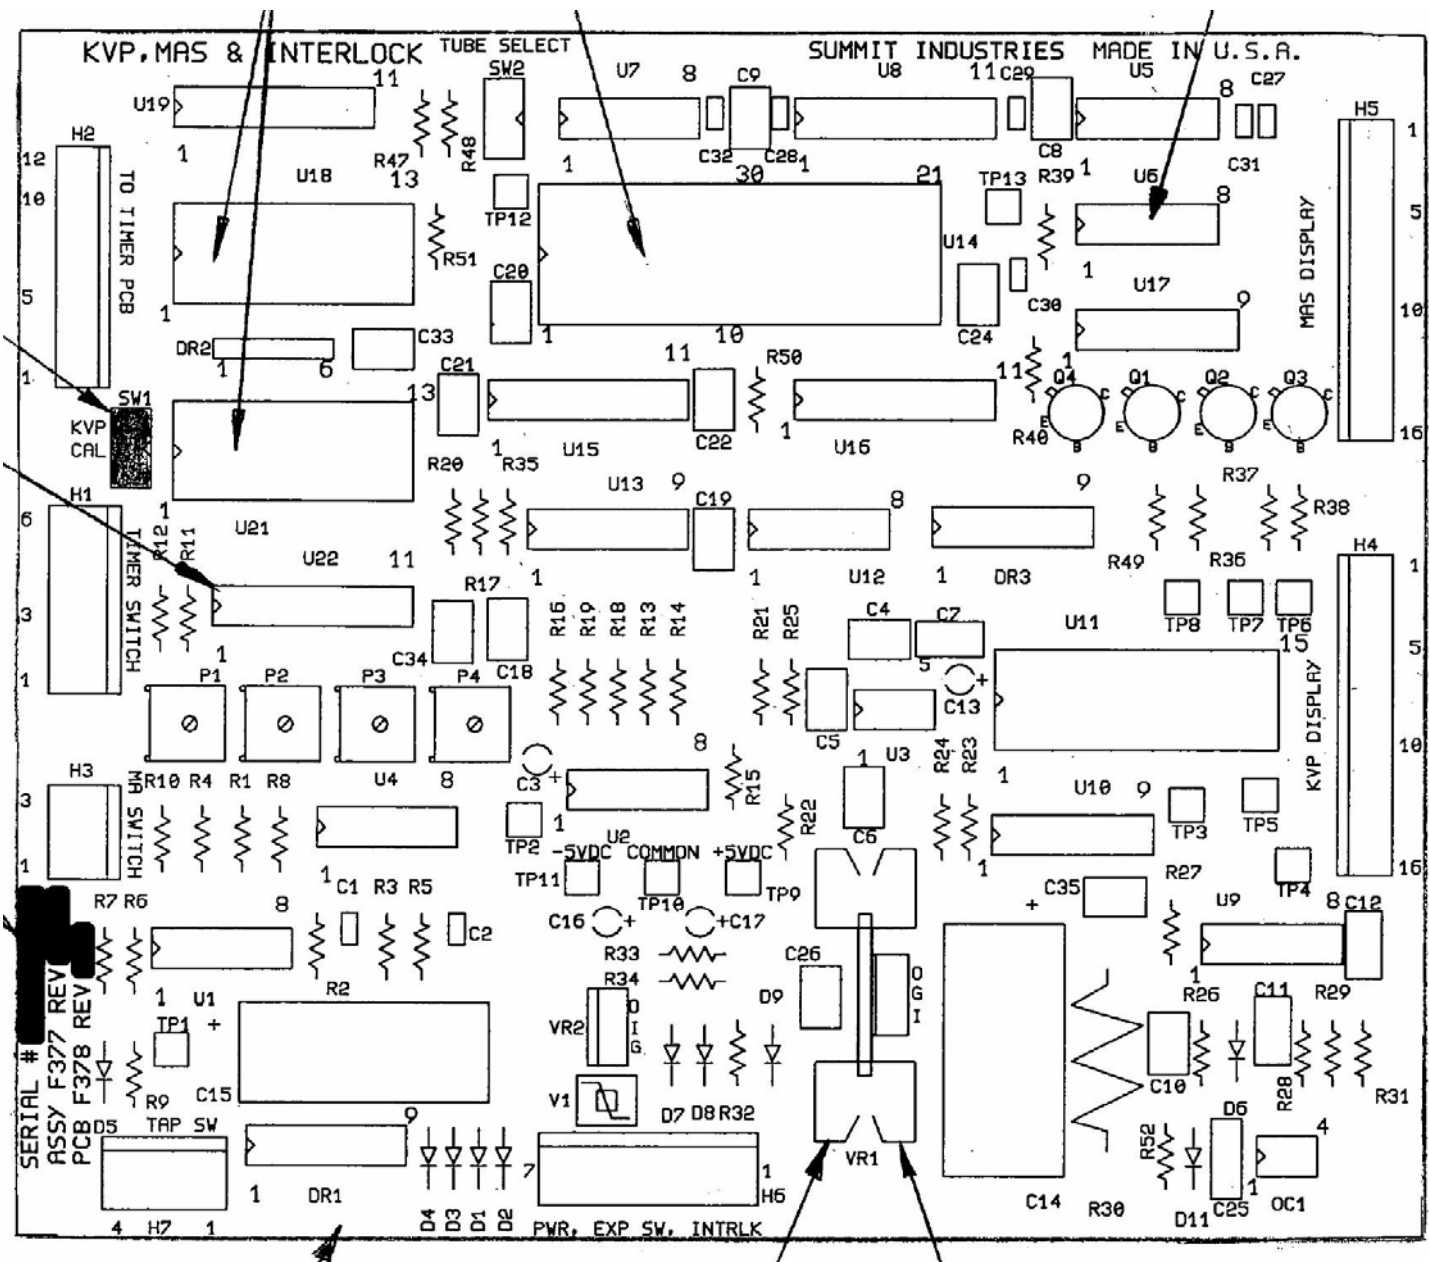 KVP,MAS & INTERLOCK TUBE SELECT SUMMIT INDUSTRIES MADE IN U.S.A.
U19 11 SW2 U7 8 C9 U8 11 C29 U5 8 C27
H2 1 R47 R48 1 C32 C28 1 C8 1 C31 H5
12 U18 13 30 21 TP13 R39 U6 8 1
10 TP12 5
TO TIMER PCB R51 C20 U14 1 MAS DISPLAY
5 C30 U17
1 1 10 C24 9 10
DR2 1 6 C33 C21 11 R50 1
1 11 Q4 Q1 Q2 Q3
SW1 13 C E B C E B C E B C E B
KVP CAL 1 U15 C22 1 U16 R40 16
H1 1 U21 R20 R35 U13 9 C19 8 9 R37
6 R12 R11 U22 11 R38
TIMER SWITCH R17 1 1 U12 1 DR3 R49 R36 H4
3 R16 R19 R18 R13 R14 R21 R25 C4 C7 U11 TP8 TP7 TP6 1
1 1 C34 C18 5 15 5
P1 P2 P3 P4 C5 U3 C13 + KVP DISPLAY
H3 R10 R4 R1 R8 U4 8 C3 + 8 R15 1 R24 R23 1 10
3 MA SWITCH TP2 1 U2 R22 C6 U10 9 TP3 TP5
1 1 -5VDC COMMON +5VDC 1 R27 TP4 16
R7 R6 8 C1 R3 R5 C2 TP11 TP10 TP9 C35 U9 8 C12
C16 + + C17 +
R33
1 U1 R2 R34 C26 O G I 1 R26 C11 R29
TP1 + VR2 O I G D9
R9 C15 V1 C10 R28 R31
D5 TAP SW 9 D7 D8 R32 D6
SERIAL #
ASSY F377 REV
PCB F378 REV
7 1 VR1 R52 4
4 H7 1 1 DR1 D4 D3 D1 D2 H6 C14 R30 D11 C25 1 OC1
PWR, EXP SW, INTRLK